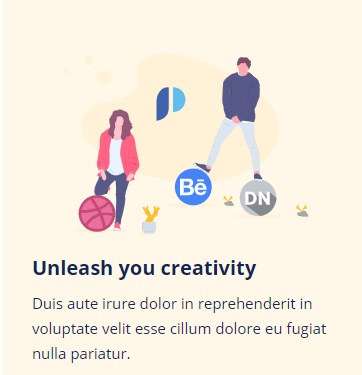 Bē
DN
Unleash you creativity
Duis aute irure dolor in reprehenderit in
voluptate velit esse cillum dolore eu fugiat
nulla pariatur.